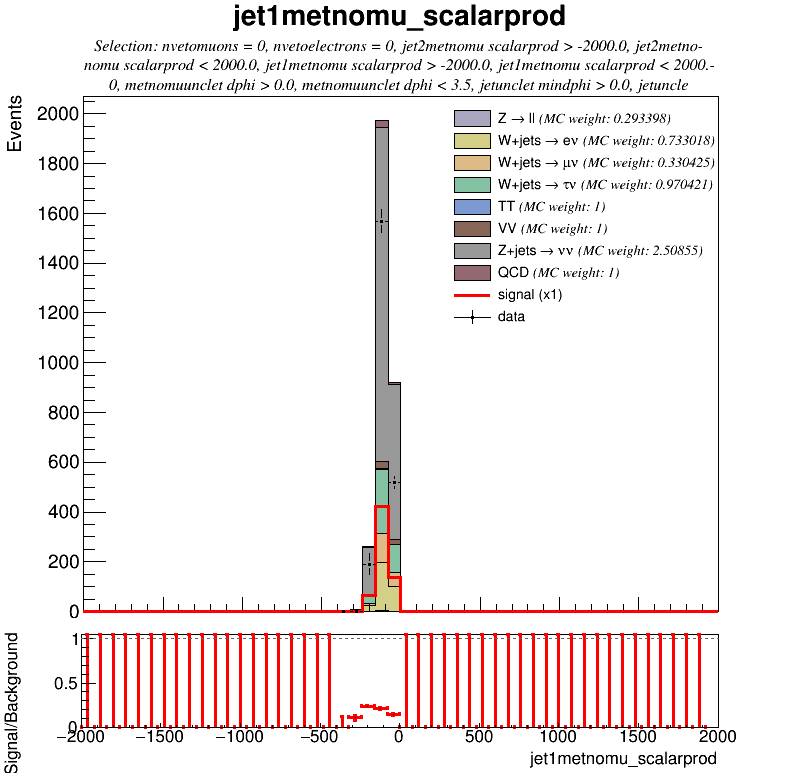 jet1metnomu_scalarprod
Selection: nvetomuons = 0, nvetoelectrons = 0, jet2metnomu scalarprod > -2000.0, jet2metno-
nomu scalarprod < 2000.0, jet1metnomu scalarprod > -2000.0, jet1metnomu scalarprod < 2000.-
0, metnomuunclet dphi > 0.0, metnomuunclet dphi < 3.5, jetunclet mindphi > 0.0, jetuncle
Events
2000
1800
1600
1400
1200
1000
800
600
400
200
0
Z → ll (MC weight: 0.293398)
W+jets → eν (MC weight: 0.733018)
W+jets → μν (MC weight: 0.330425)
W+jets → τν (MC weight: 0.970421)
TT (MC weight: 1)
VV (MC weight: 1)
Z+jets → νν (MC weight: 2.50855)
QCD (MC weight: 1)
signal (x1)
data
Signal/Background
1
0.5
0
−2000
−1500
−1000
−500
0
500
1000
1500
2000
jet1metnomu_scalarprod